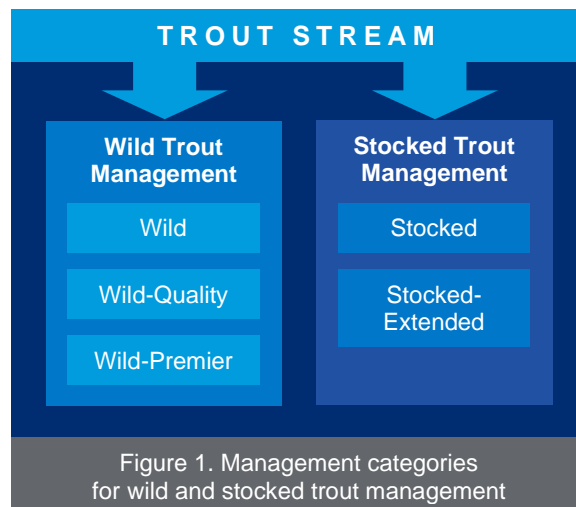 TROUT STREAM
Wild Trout
Management
Wild
Wild-Quality
Wild-Premier
Stocked Trout
Management
Stocked
Stocked-
Extended
Figure 1. Management categories
for wild and stocked trout management